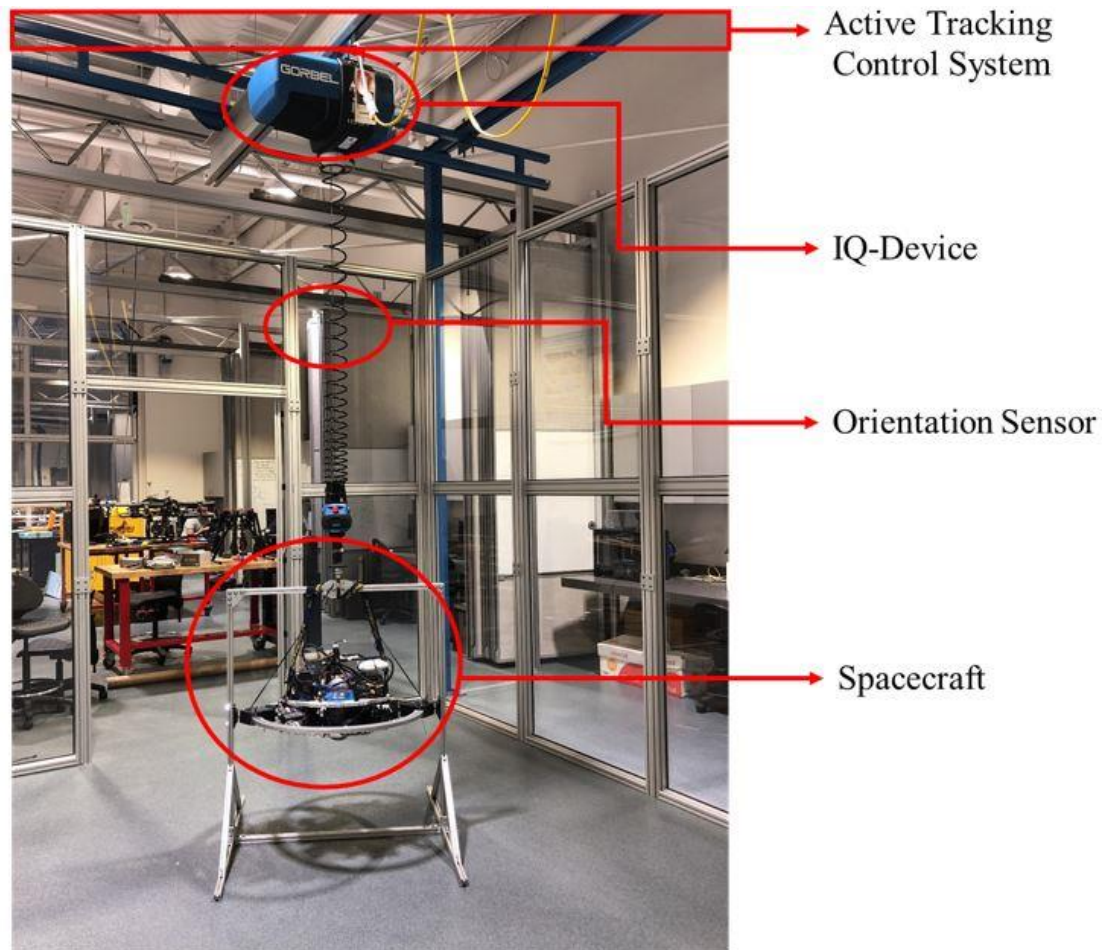 Active Tracking
Control System
GORBEL
IQ-Device
Orientation Sensor
Spacecraft